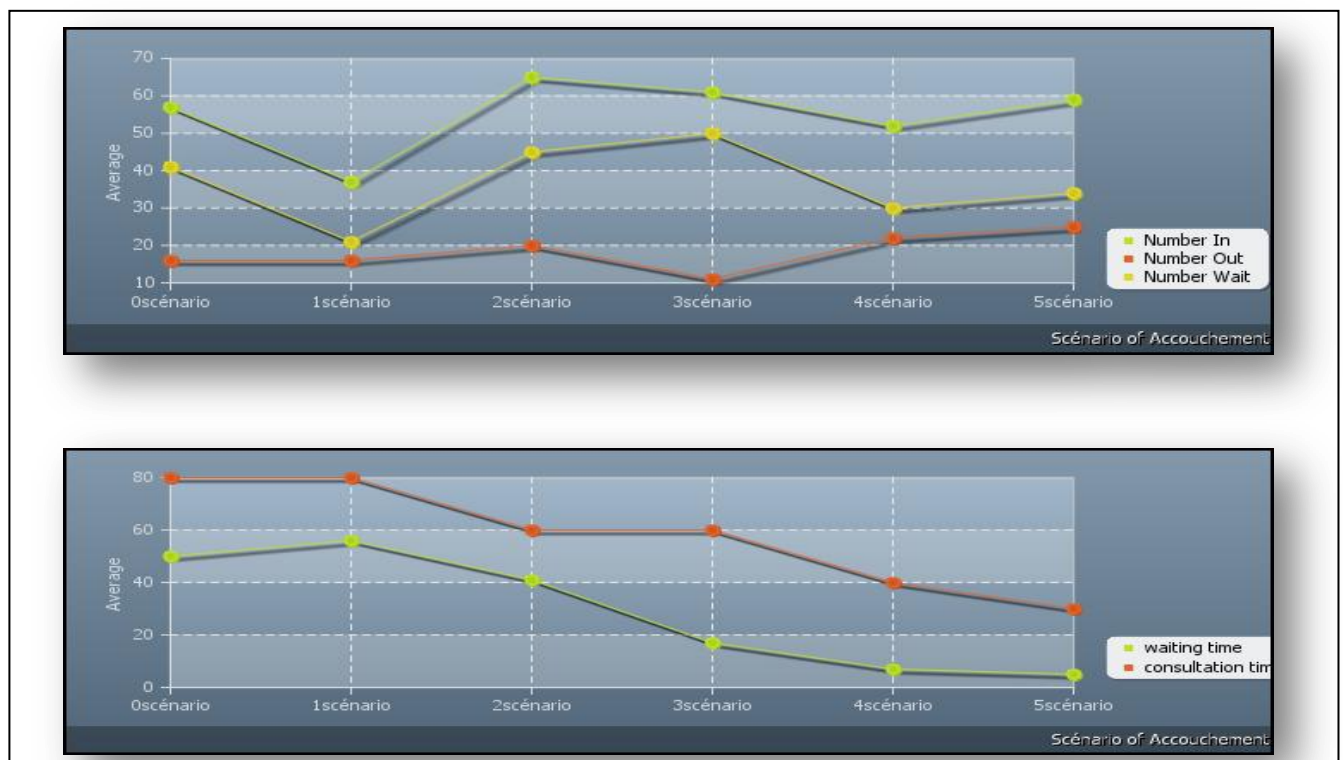 70
60
50
40
30
20
10
Average
0scénario 1scénario 2scénario 3scénario 4scénario 5scénario
Number In
Number Out
Number Wait
Scénario of Accouchement
80
60
40
20
0
Average
0scénario 1scénario 2scénario 3scénario 4scénario 5scénario
waiting time
consultation tim
Scénario of Accouchement